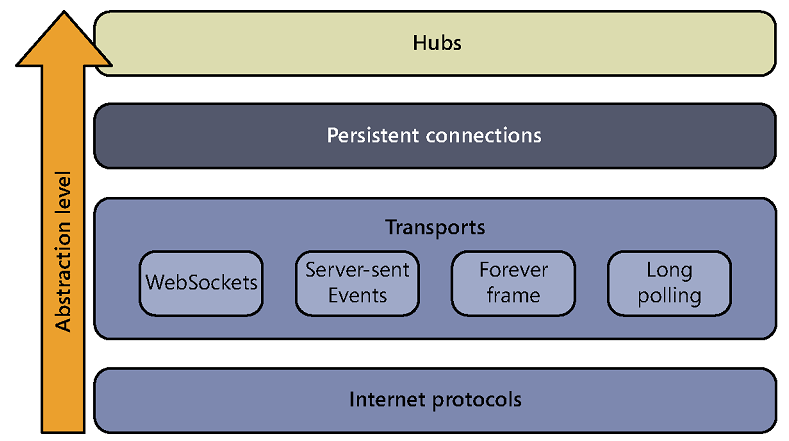 Hubs
Persistent connections
Transports
WebSockets
Server-sent
Events
Forever
frame
Long
polling
Internet protocols
Abstraction level